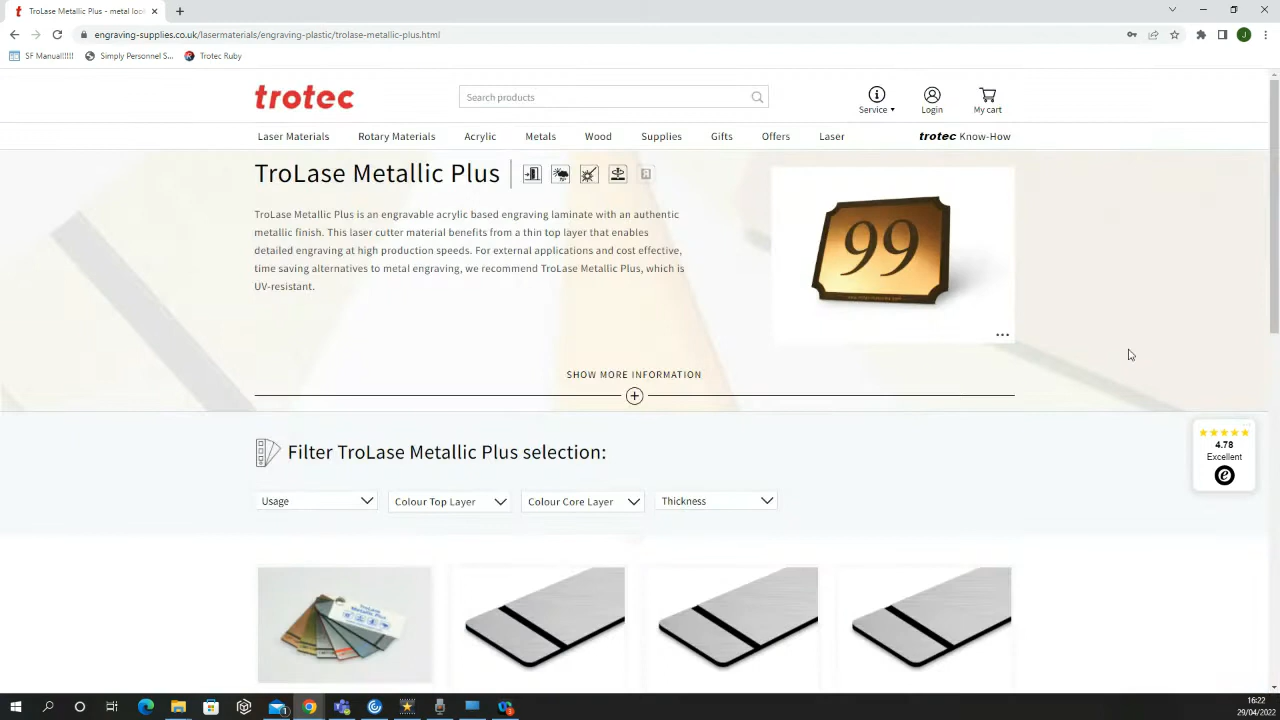 TroLase Metallic Plus - metal loo
engraving-supplies.co.uk/lasermaterials/engraving-plastic/trolase-metallic-plus.html
J
SF Manual!!!!! Simply Personnel S... Trotec Ruby
trotec
Search products
Service Login My cart
Laser Materials Rotary Materials Acrylic Metals Wood Supplies Gifts Offers Laser trotec Know-How
TroLase Metallic Plus
TroLase Metallic Plus is an engravable acrylic based engraving laminate with an authentic
metallic finish. This laser cutter material benefits from a thin top layer that enables
detailed engraving at high production speeds. For external applications and cost effective,
time saving alternatives to metal engraving, we recommend TroLase Metallic Plus, which is
UV-resistant.
99
SHOW MORE INFORMATION
Filter TroLase Metallic Plus selection:
4.78
Excellent
Usage Colour Top Layer Colour Core Layer Thickness
TroLase
Metallic Plus
16:22
29/04/2022